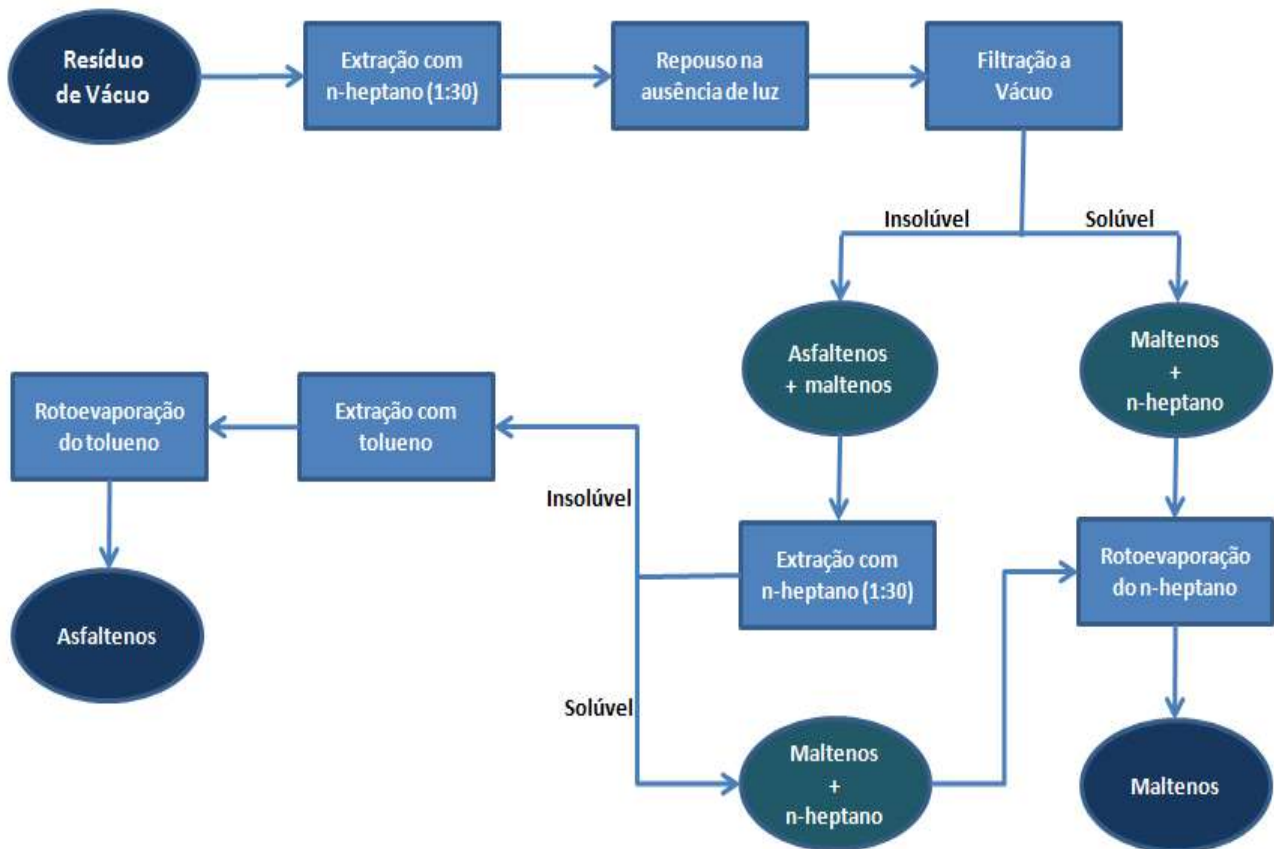 Resíduo
de Vácuo
Extração com
n-heptano (1:30)
Repouso na
ausência de luz
Filtração a
Vácuo
Insolúvel
Solúvel
Asfaltenos
+ maltenos
Maltenos
+
n-heptano
Rotoevaporação
do tolueno
Extração com
tolueno
Insolúvel
Extração com
n-heptano (1:30)
Rotoevaporação
do n-heptano
Asfaltenos
Solúvel
Maltenos
+
n-heptano
Maltenos